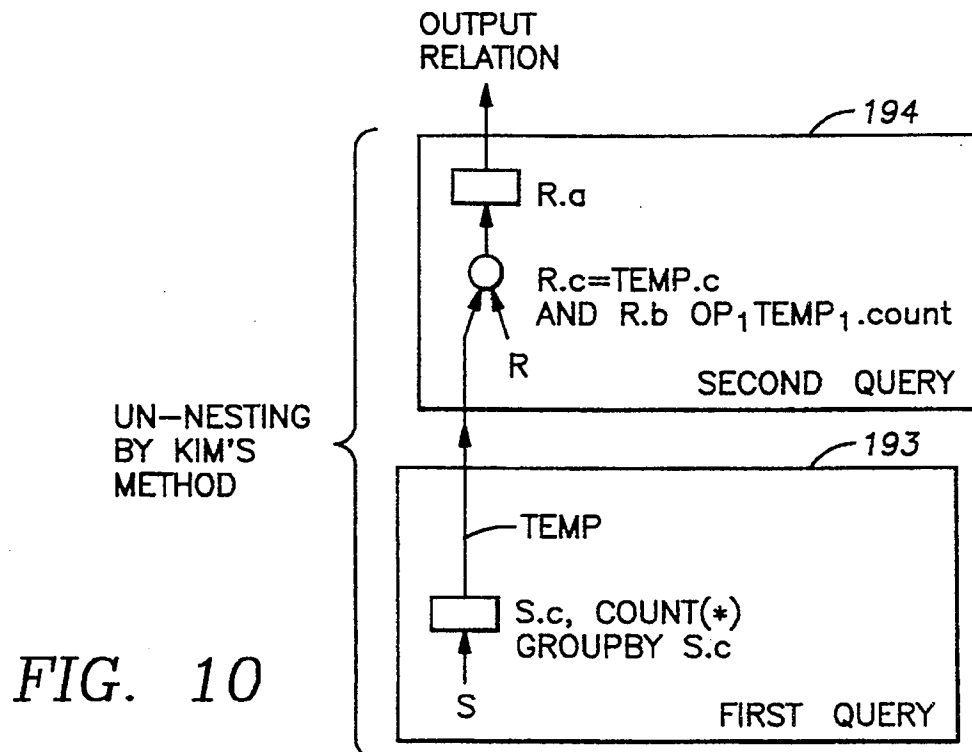 OUTPUT
RELATION
194
R.a
R.c=TEMP.c
AND R.b OP₁TEMP₁.count
R
SECOND QUERY
UN-NESTING
BY KIM'S
METHOD
193
TEMP
S.c, COUNT(*)
GROUPBY S.c
S
FIRST QUERY
FIG. 10